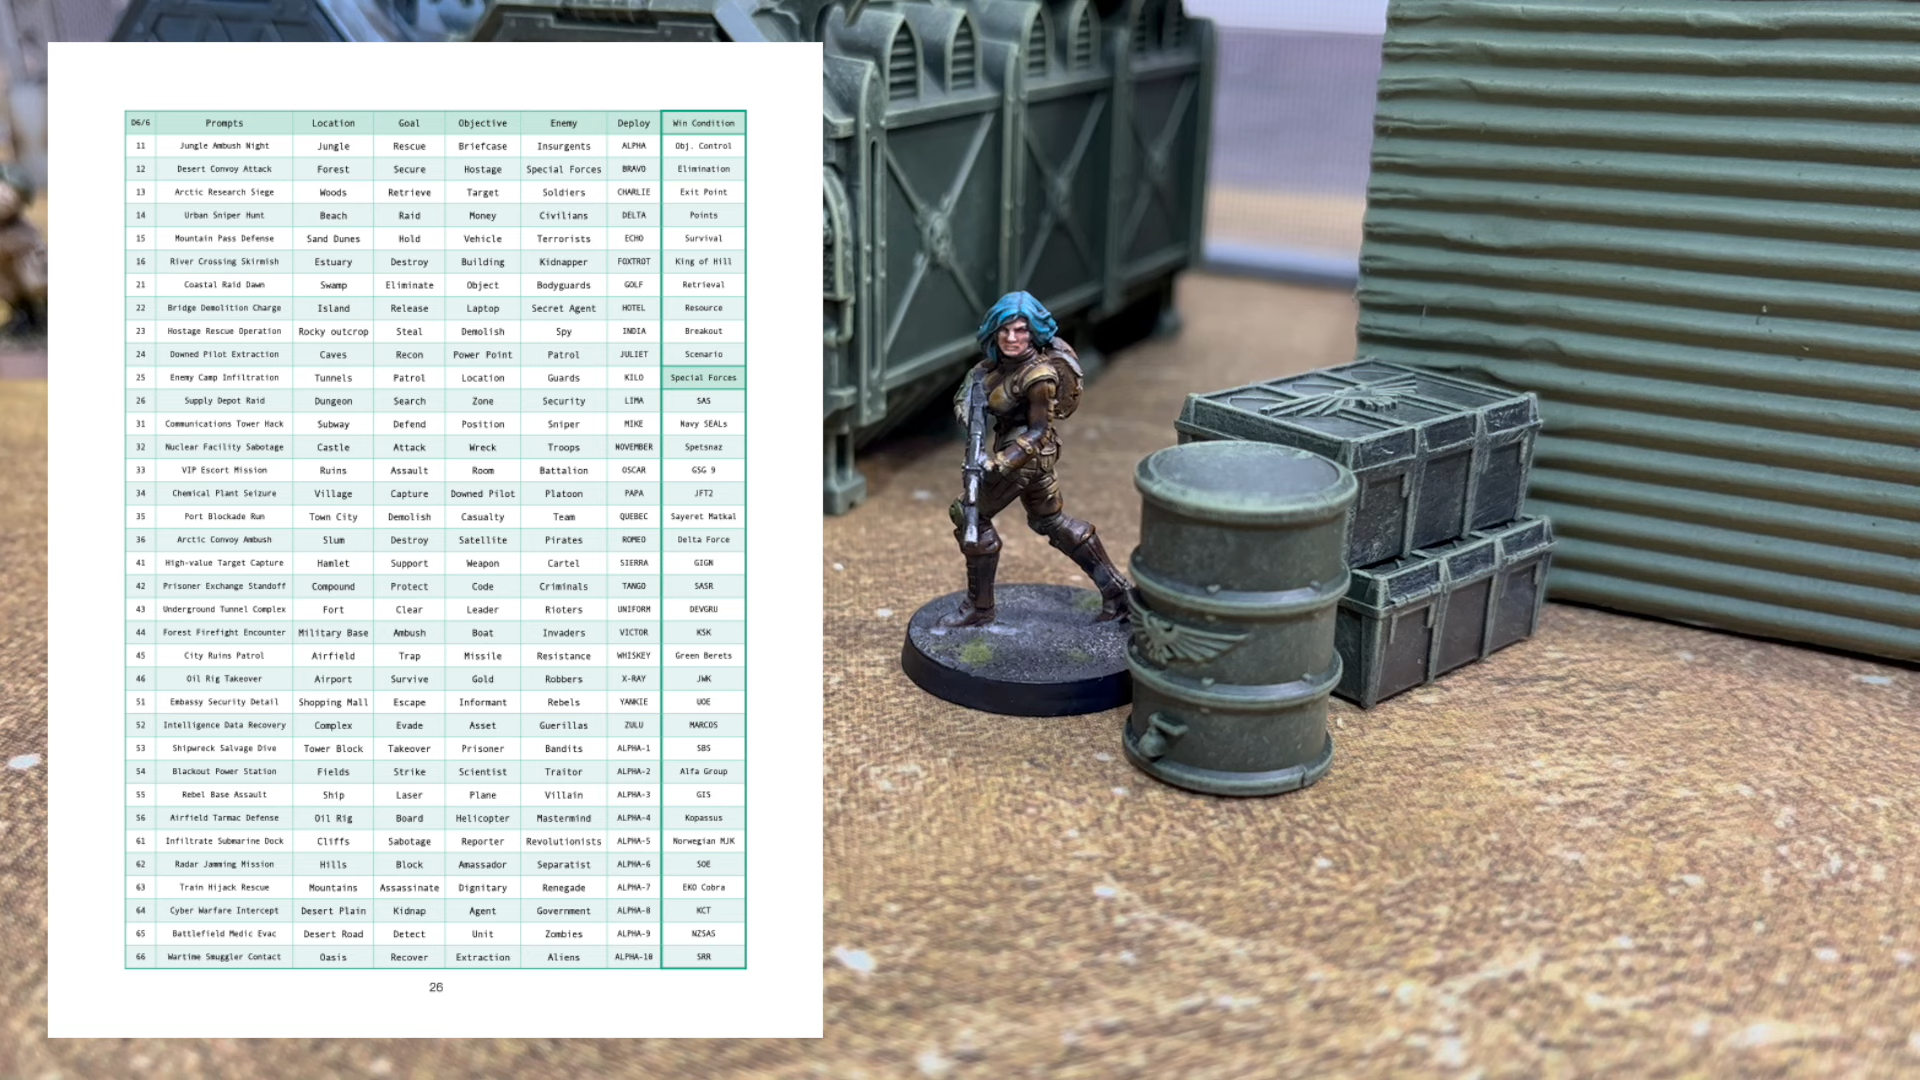 D6/6 Prompts Location Goal Objective Enemy Deploy Win Condition
11 Jungle Ambush Night Jungle Rescue Briefcase Insurgents ALPHA Obj. Control
12 Desert Convoy Attack Forest Secure Hostage Special Forces BRAVO Elimination
13 Arctic Research Siege Woods Retrieve Target Soldiers CHARLIE Exit Point
14 Urban Sniper Hunt Beach Raid Money Civilians DELTA Points
15 Mountain Pass Defense Sand Dunes Hold Vehicle Terrorists ECHO Survival
16 River Crossing Skirmish Estuary Destroy Building Kidnapper FOXTROT King of Hill
21 Coastal Raid Dawn Swamp Eliminate Object Bodyguards GOLF Retrieval
22 Bridge Demolition Charge Island Release Laptop Secret Agent HOTEL Resource
23 Hostage Rescue Operation Rocky outcrop Steal Demolish Spy INDIA Breakout
24 Downed Pilot Extraction Caves Recon Power Point Patrol JULIET Scenario
25 Enemy Camp Infiltration Tunnels Patrol Location Guards KILO Special Forces
26 Supply Depot Raid Dungeon Search Zone Security LIMA SAS
31 Communications Tower Hack Subway Defend Position Sniper MIKE Navy SEALs
32 Nuclear Facility Sabotage Castle Attack Wreck Troops NOVEMBER Spetsnaz
33 VIP Escort Mission Ruins Assault Room Battalion OSCAR GSG 9
34 Chemical Plant Seizure Village Capture Downed Pilot Platoon PAPA JFT2
35 Port Blockade Run Town City Demolish Casualty Team QUEBEC Sayeret Matkal
36 Arctic Convoy Ambush Slum Destroy Satellite Pirates ROMEO Delta Force
41 High-value Target Capture Hamlet Support Weapon Cartel SIERRA GIGN
42 Prisoner Exchange Standoff Compound Protect Code Criminals TANGO SASR
43 Underground Tunnel Complex Fort Clear Leader Rioters UNIFORM DEVGRU
44 Forest Firefight Encounter Military Base Ambush Boat Invaders VICTOR KSK
45 City Ruins Patrol Airfield Trap Missile Resistance WHISKEY Green Berets
46 Oil Rig Takeover Airport Survive Gold Robbers X-RAY JWK
51 Embassy Security Detail Shopping Mall Escape Informant Rebels YANKIE UOE
52 Intelligence Data Recovery Complex Evade Asset Guerillas ZULU MARCOS
53 Shipwreck Salvage Dive Tower Block Takeover Prisoner Bandits ALPHA-1 SBS
54 Blackout Power Station Fields Strike Scientist Traitor ALPHA-2 Alfa Group
55 Rebel Base Assault Ship Laser Plane Villain ALPHA-3 GIS
56 Airfield Tarmac Defense Oil Rig Board Helicopter Mastermind ALPHA-4 Kopassus
61 Infiltrate Submarine Dock Cliffs Sabotage Reporter Revolutionists ALPHA-5 Norwegian MJK
62 Radar Jamming Mission Hills Block Amassador Separatist ALPHA-6 SOE
63 Train Hijack Rescue Mountains Assassinate Dignitary Renegade ALPHA-7 EKO Cobra
64 Cyber Warfare Intercept Desert Plain Kidnap Agent Government ALPHA-8 KCT
65 Battlefield Medic Evac Desert Road Detect Unit Zombies ALPHA-9 NZSAS
66 Wartime Smuggler Contact Oasis Recover Extraction Aliens ALPHA-10 SRR
26